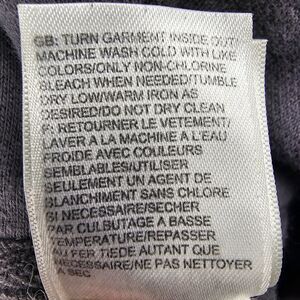 GB: TURN GARMENT INSIDE OUT/
MACHINE WASH COLD WITH LIKE
COLORS/ONLY NON-CHLORINE
BLEACH WHEN NEEDED/TUMBLE
DRY LOW/WARM IRON AS
DESIRED/DO NOT DRY CLEAN
F: RETOURNER LE VETEMENT/
LAVER A LA MACHINE A L'EAU
FROIDE AVEC COULEURS
SEMBLABLES/UTILISER
SEULEMENT UN AGENT DE
BLANCHIMENT SANS CHLORE
SI NECESSAIRE/SECHER
PAR CULBUTAGE A BASSE
TEMPERATURE/REPASSER
AU FER TIEDE AUTANT QUE
NECESSAIRE/NE PAS NETTOYER
A SEC